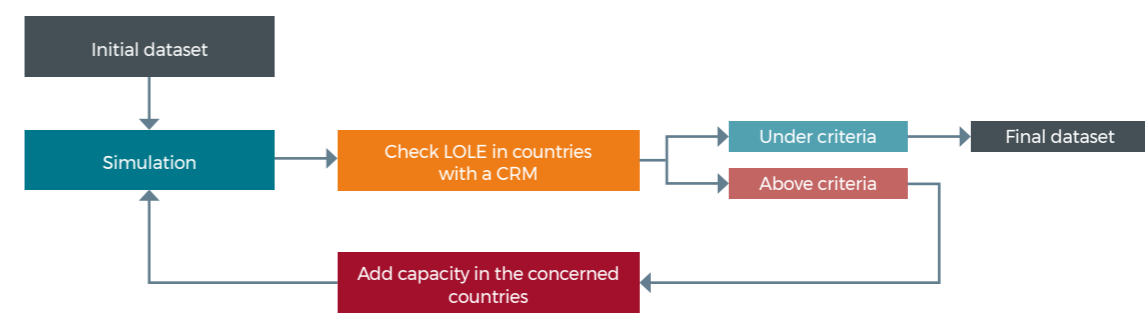 Initial dataset
Simulation
Check LOLE in countries
with a CRM
Under criteria
Final dataset
Above criteria
Add capacity in the concerned
countries